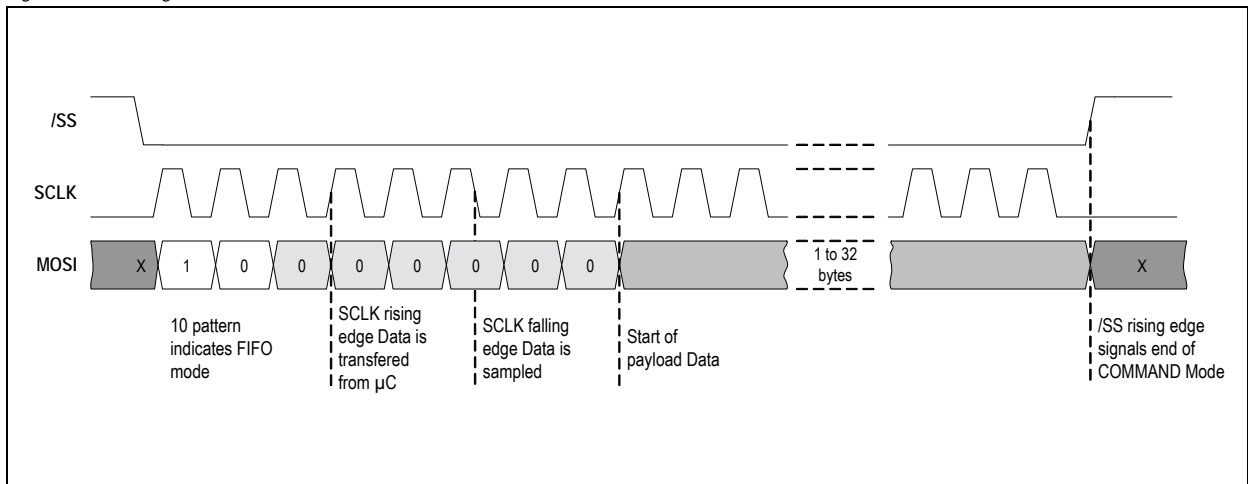 /SS
SCLK
MOSI
X 1 0 0 0 0 0 0 0
1 to 32
bytes
X
10 pattern
indicates FIFO
mode
SCLK rising
edge Data is
transfered
from µC
SCLK falling
edge Data is
sampled
Start of
payload Data
/SS rising edge
signals end of
COMMAND Mode